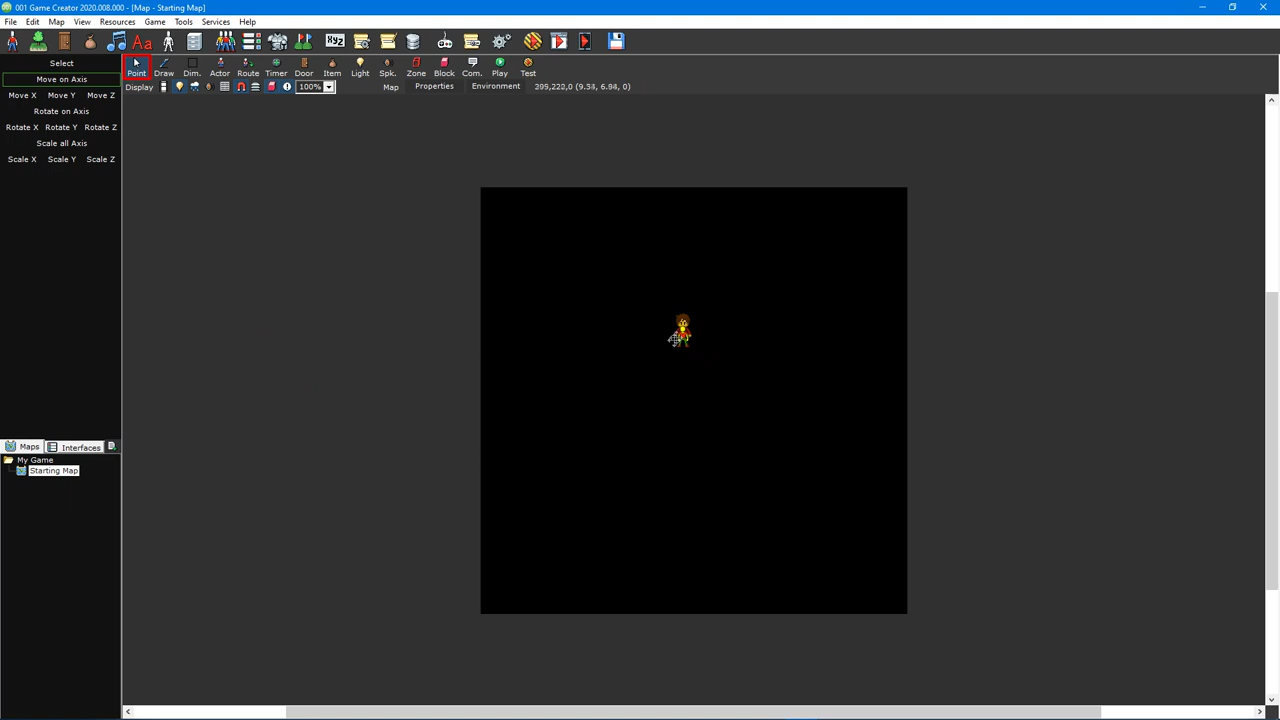 001 Game Creator 2020.008.000 - [Map - Starting Map]
File Edit Map View Resources Game Tools Services Help
Aa xyz
Select
Point Draw Dim. Actor Route Timer Door Item Light Spk. Zone Block Com. Play Test
Move on Axis
Display 100% Map Properties Environment 299,220,0 (9.34, 6.94, 0)
Move X Move Y Move Z
Rotate on Axis
Rotate X Rotate Y Rotate Z
Scale all Axis
Scale X Scale Y Scale Z
Maps Interfaces
My Game
Starting Map